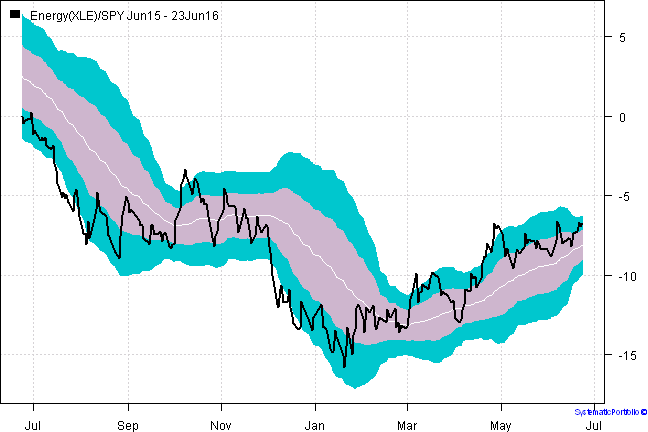 Energy(XLE)/SPY Jun15 - 23Jun16
5
0
-5
-10
-15
Jul Sep Nov Jan Mar May Jul
SystematicPortfolio ©